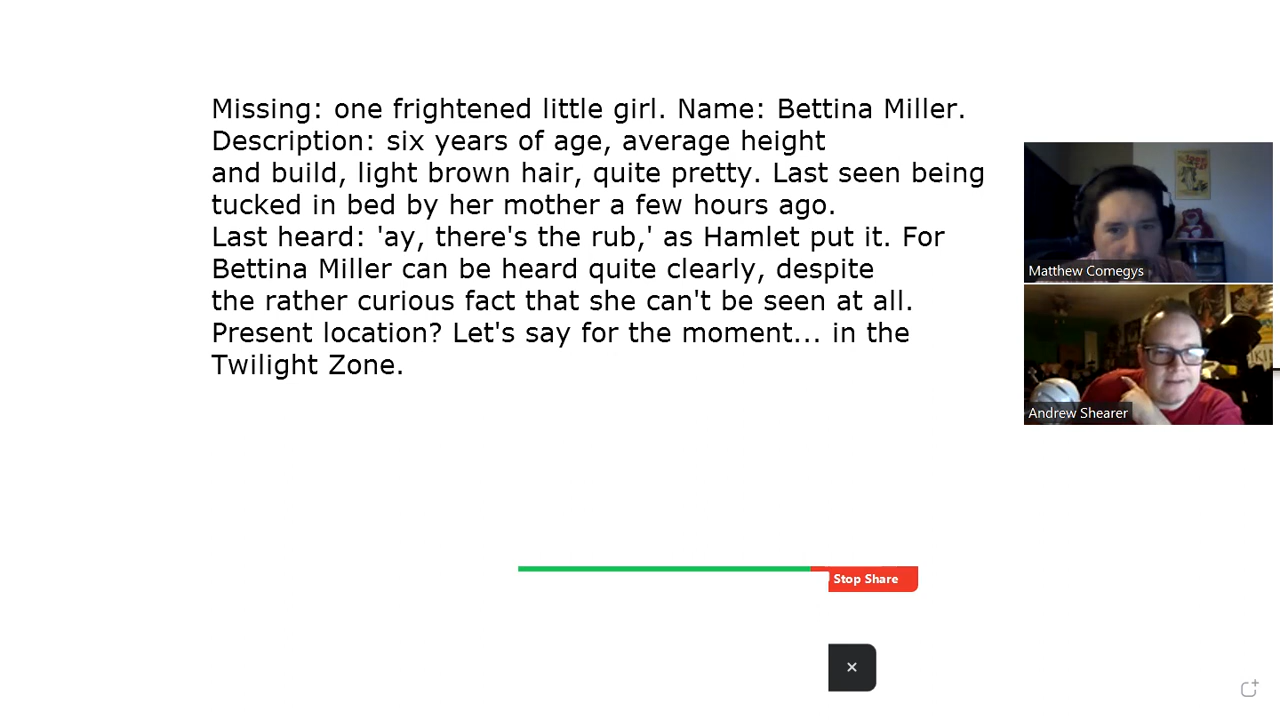 Missing: one frightened little girl. Name: Bettina Miller.
Description: six years of age, average height
and build, light brown hair, quite pretty. Last seen being
tucked in bed by her mother a few hours ago.
Last heard: 'ay, there's the rub,' as Hamlet put it. For
Bettina Miller can be heard quite clearly, despite
the rather curious fact that she can't be seen at all.
Present location? Let's say for the moment... in the
Twilight Zone.
Matthew Comegys
Andrew Shearer
Stop Share